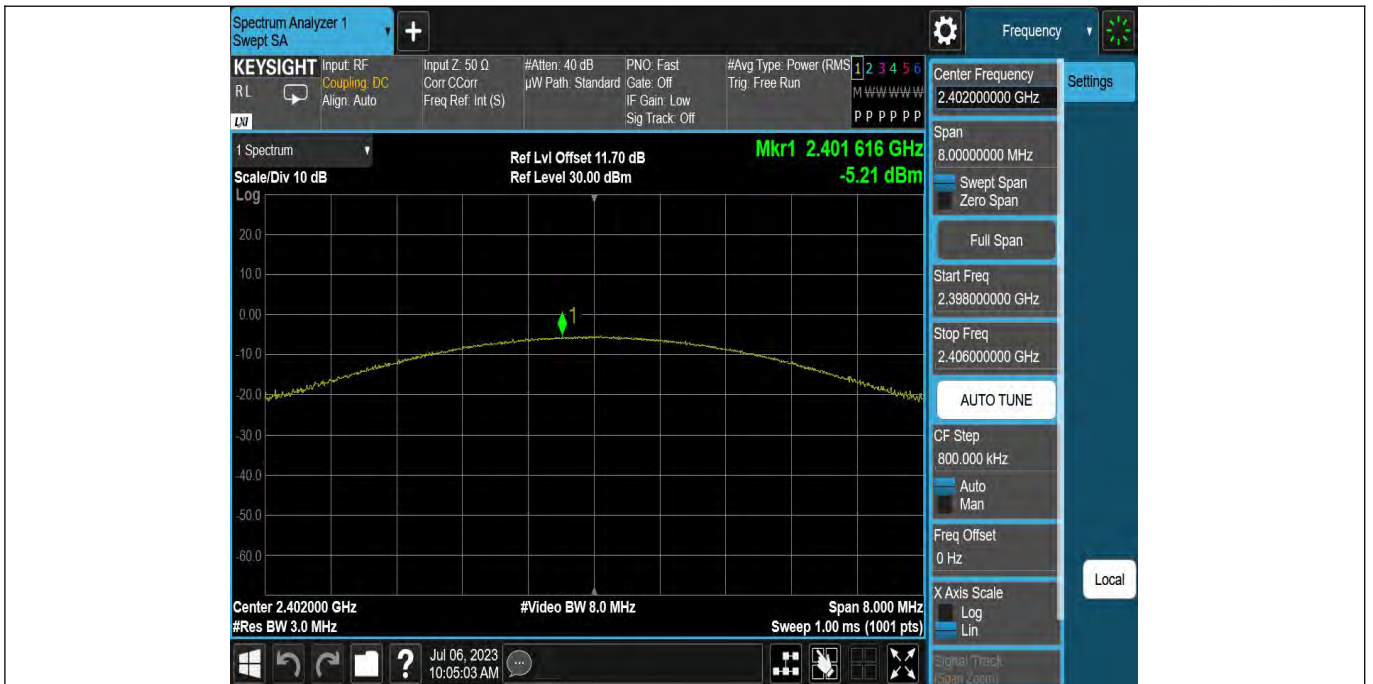 Spectrum Analyzer 1
Swept SA
+
Frequency
KEYSIGHT
R L
LXI
Input: RF
Coupling: DC
Align: Auto
Input Z: 50 Ω
Corr CCorr
Freq Ref: Int (S)
#Atten: 40 dB
µW Path: Standard
PNO: Fast
Gate: Off
IF Gain: Low
Sig Track: Off
#Avg Type: Power (RMS
Trig: Free Run
1 2 3 4 5 6
M W W W W W
P P P P P P
1 Spectrum
Scale/Div 10 dB
Ref Lvl Offset 11.70 dB
Ref Level 30.00 dBm
Mkr1 2.401 616 GHz
-5.21 dBm
Log
20.0
10.0
0.00
-10.0
-20.0
-30.0
-40.0
-50.0
-60.0
1
Center 2.402000 GHz
#Res BW 3.0 MHz
#Video BW 8.0 MHz
Span 8.000 MHz
Sweep 1.00 ms (1001 pts)
Center Frequency
2.402000000 GHz
Settings
Span
8.00000000 MHz
Swept Span
Zero Span
Full Span
Start Freq
2.398000000 GHz
Stop Freq
2.406000000 GHz
AUTO TUNE
CF Step
800.000 kHz
Auto
Man
Freq Offset
0 Hz
X Axis Scale
Log
Lin
Signal Track
(Span Zoom)
Local
?
Jul 06, 2023
10:05:03 AM